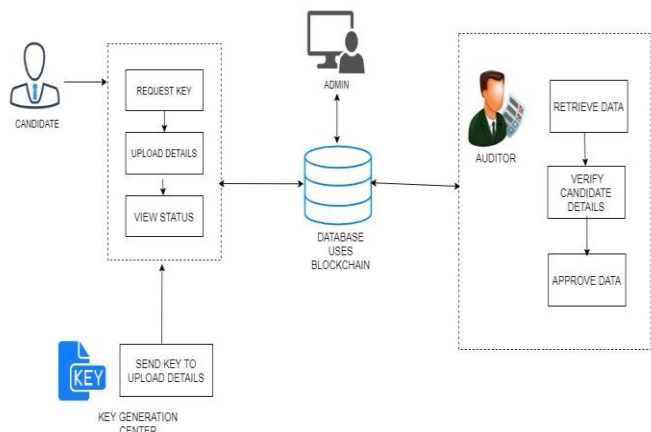 CANDIDATE
REQUEST KEY
UPLOAD DETAILS
VIEW STATUS
ADMIN
DATABASE
USES
BLOCKCHAIN
AUDITOR
RETRIEVE DATA
VERIFY
CANDIDATE
DETAILS
APPROVE DATA
KEY
SEND KEY TO
UPLOAD DETAILS
KEY GENERATION
CENTER